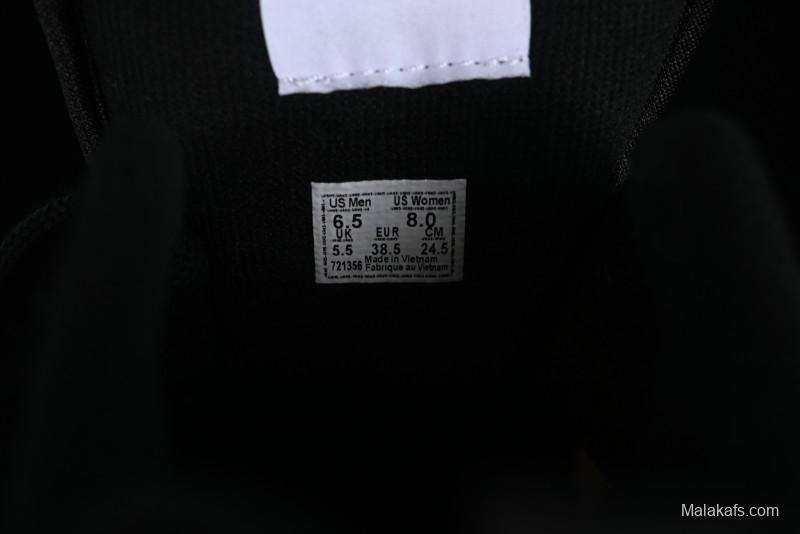 US Men US Women
6.5 8.0
UK EUR CM
5.5 38.5 24.5
721356 Made in Vietnam
Fabrique au Vietnam
Malakafs.com